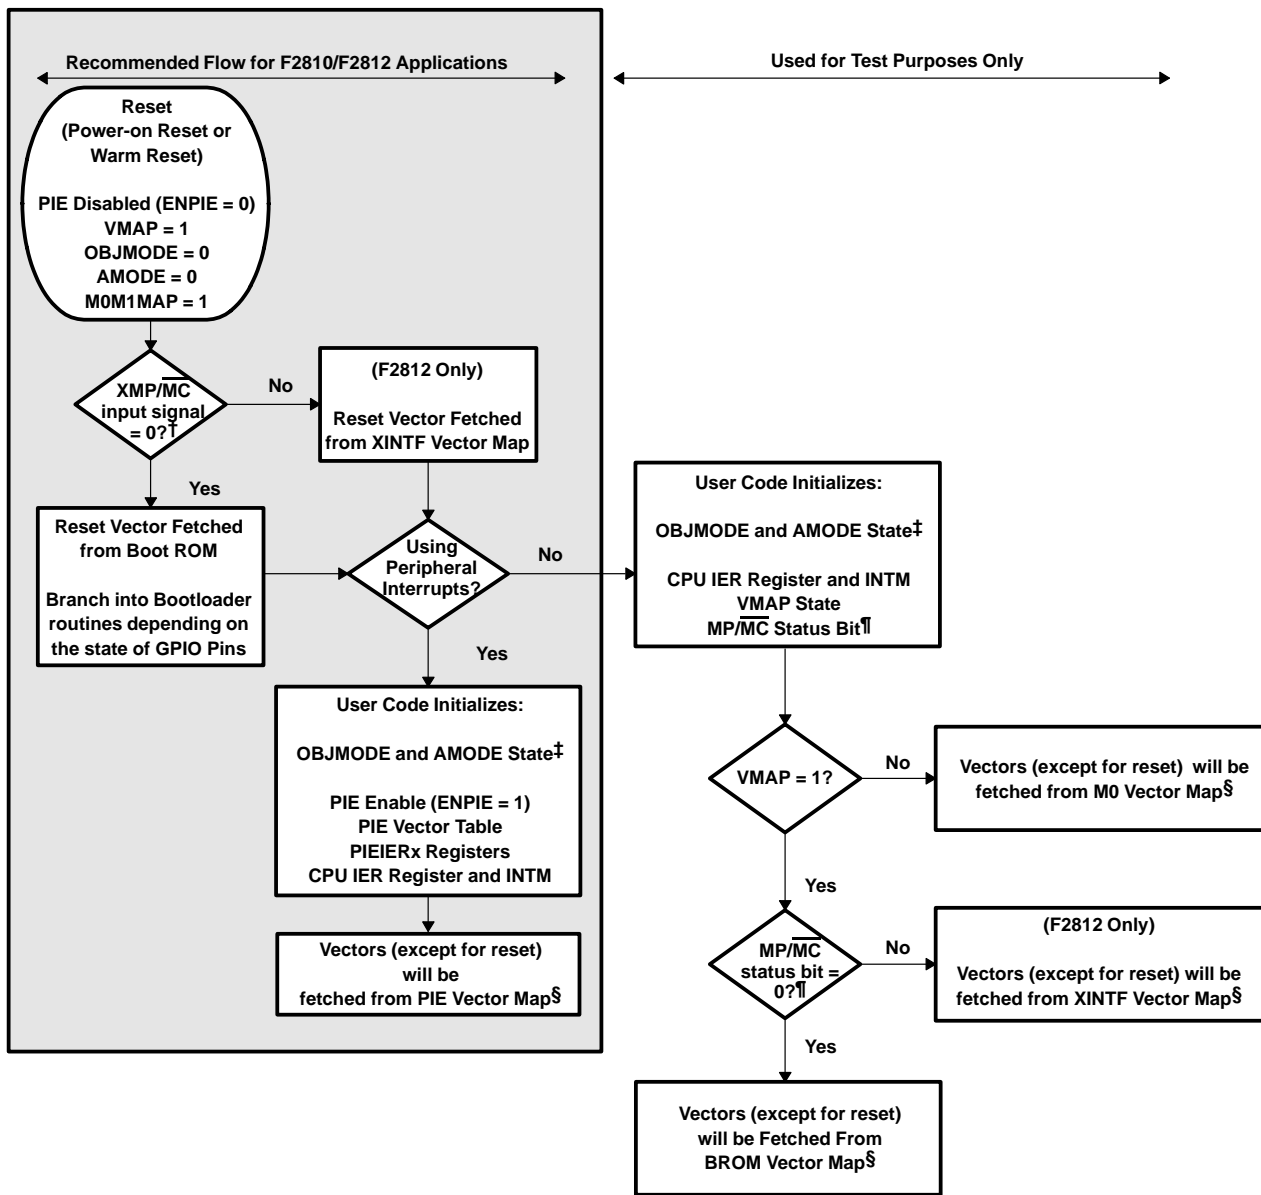 Recommended Flow for F2810/F2812 Applications
Used for Test Purposes Only
Reset
(Power-on Reset or
Warm Reset)
PIE Disabled (ENPIE = 0)
VMAP = 1
OBJMODE = 0
AMODE = 0
M0M1MAP = 1
XMP/M̅C̅
input signal
= 0?†
No
(F2812 Only)
Reset Vector Fetched
from XINTF Vector Map
Yes
Reset Vector Fetched
from Boot ROM
Branch into Bootloader
routines depending on
the state of GPIO Pins
Using
Peripheral
Interrupts?
No
User Code Initializes:
OBJMODE and AMODE State‡
CPU IER Register and INTM
VMAP State
MP/M̅C̅ Status Bit¶
Yes
User Code Initializes:
OBJMODE and AMODE State‡
PIE Enable (ENPIE = 1)
PIE Vector Table
PIEIERx Registers
CPU IER Register and INTM
Vectors (except for reset)
will be
fetched from PIE Vector Map§
VMAP = 1?
No
Vectors (except for reset) will be
fetched from M0 Vector Map§
Yes
MP/M̅C̅
status bit =
0?¶
No
(F2812 Only)
Vectors (except for reset) will be
fetched from XINTF Vector Map§
Yes
Vectors (except for reset)
will be Fetched From
BROM Vector Map§